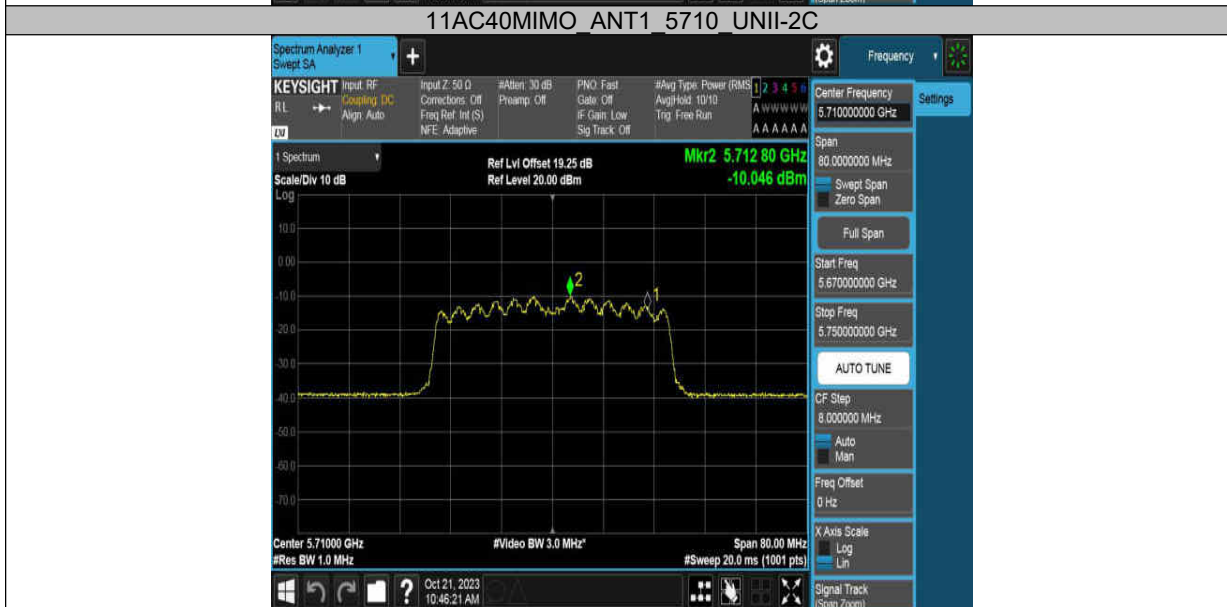 (Span Zoom)
11AC40MIMO_ANT1_5710_UNII-2C
Spectrum Analyzer 1
Swept SA
+
Frequency
KEYSIGHT
RL
LXI
Input: RF
Coupling: DC
Align: Auto
Input Z: 50 Ω
Corrections: Off
Freq Ref: Int (S)
NFE: Adaptive
#Atten: 30 dB
Preamp: Off
PNO: Fast
Gate: Off
IF Gain: Low
Sig Track: Off
#Avg Type: Power (RMS
Avg|Hold: 10/10
Trig: Free Run
1 2 3 4 5 6
A W W W W W
A A A A A A
Center Frequency
5.710000000 GHz
Settings
1 Spectrum
Scale/Div 10 dB
Log
Ref Lvl Offset 19.25 dB
Ref Level 20.00 dBm
Mkr2 5.712 80 GHz
-10.046 dBm
Span
80.0000000 MHz
Swept Span
Zero Span
Full Span
Start Freq
5.670000000 GHz
Stop Freq
5.750000000 GHz
AUTO TUNE
CF Step
8.000000 MHz
Auto
Man
Freq Offset
0 Hz
X Axis Scale
Log
Lin
Signal Track
(Span Zoom)
10.0
0.00
-10.0
-20.0
-30.0
-40.0
-50.0
-60.0
-70.0
2
1
Center 5.71000 GHz
#Res BW 1.0 MHz
#Video BW 3.0 MHz*
Span 80.00 MHz
#Sweep 20.0 ms (1001 pts)
?
Oct 21, 2023
10:46:21 AM